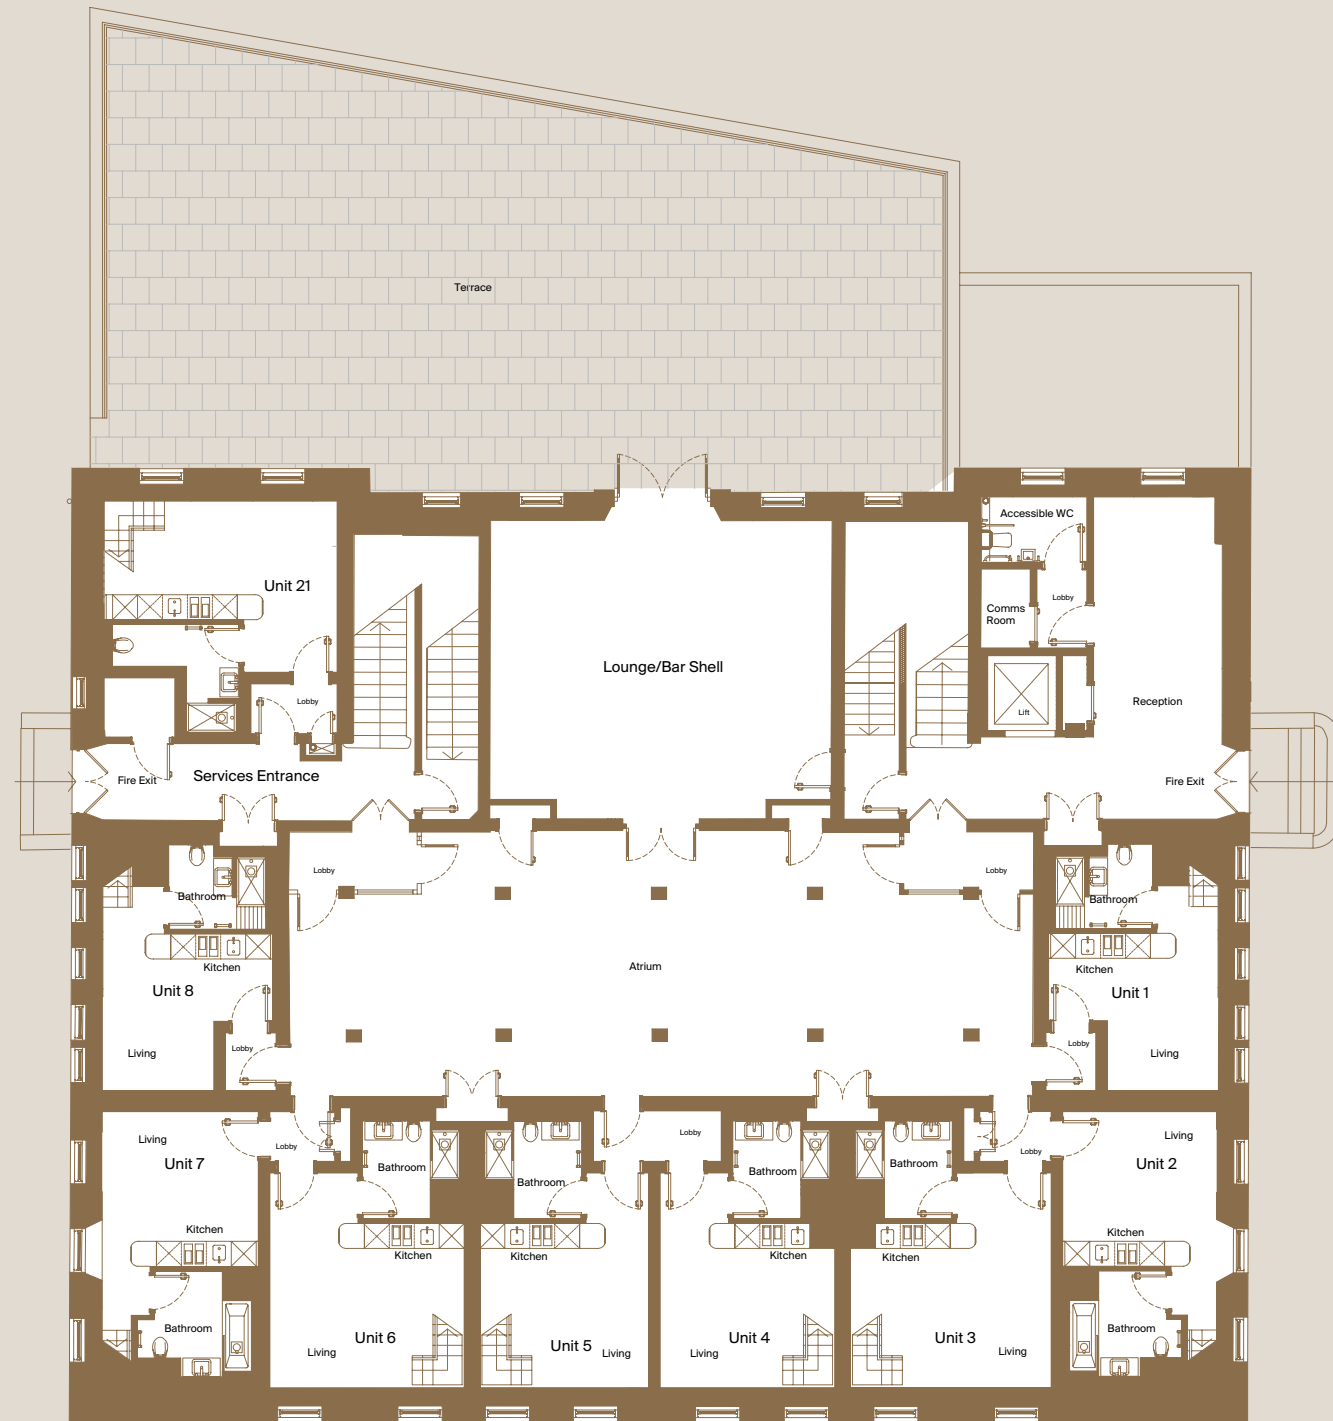 Terrace
Accessible WC
Unit 21
Lobby
Comms
Room
Lounge/Bar Shell
Lobby
Reception
Lift
Fire Exit
Services Entrance
Fire Exit
Lobby
Lobby
Bathroom
Bathroom
Kitchen
Atrium
Kitchen
Unit 8
Unit 1
Lobby
Living
Lobby
Living
Living
Unit 7
Lobby
Bathroom
Bathroom
Lobby
Bathroom
Bathroom
Lobby
Living
Unit 2
Kitchen
Kitchen
Kitchen
Kitchen
Kitchen
Kitchen
Bathroom
Unit 6
Living
Unit 5
Living
Unit 4
Living
Unit 3
Living
Bathroom